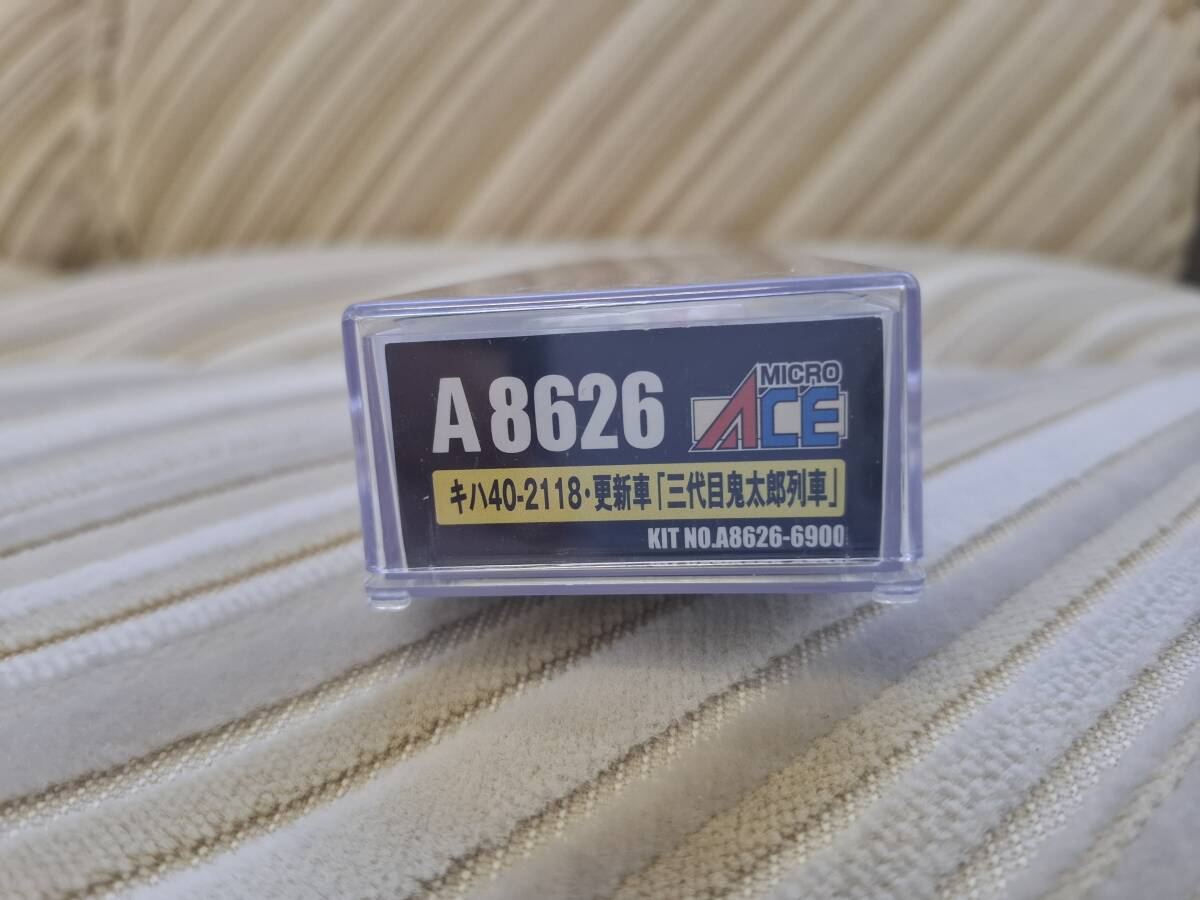 A8626
MICRO
ACE
キハ40-2118・更新車「三代目鬼太郎列車」
KIT NO.A8626-6900